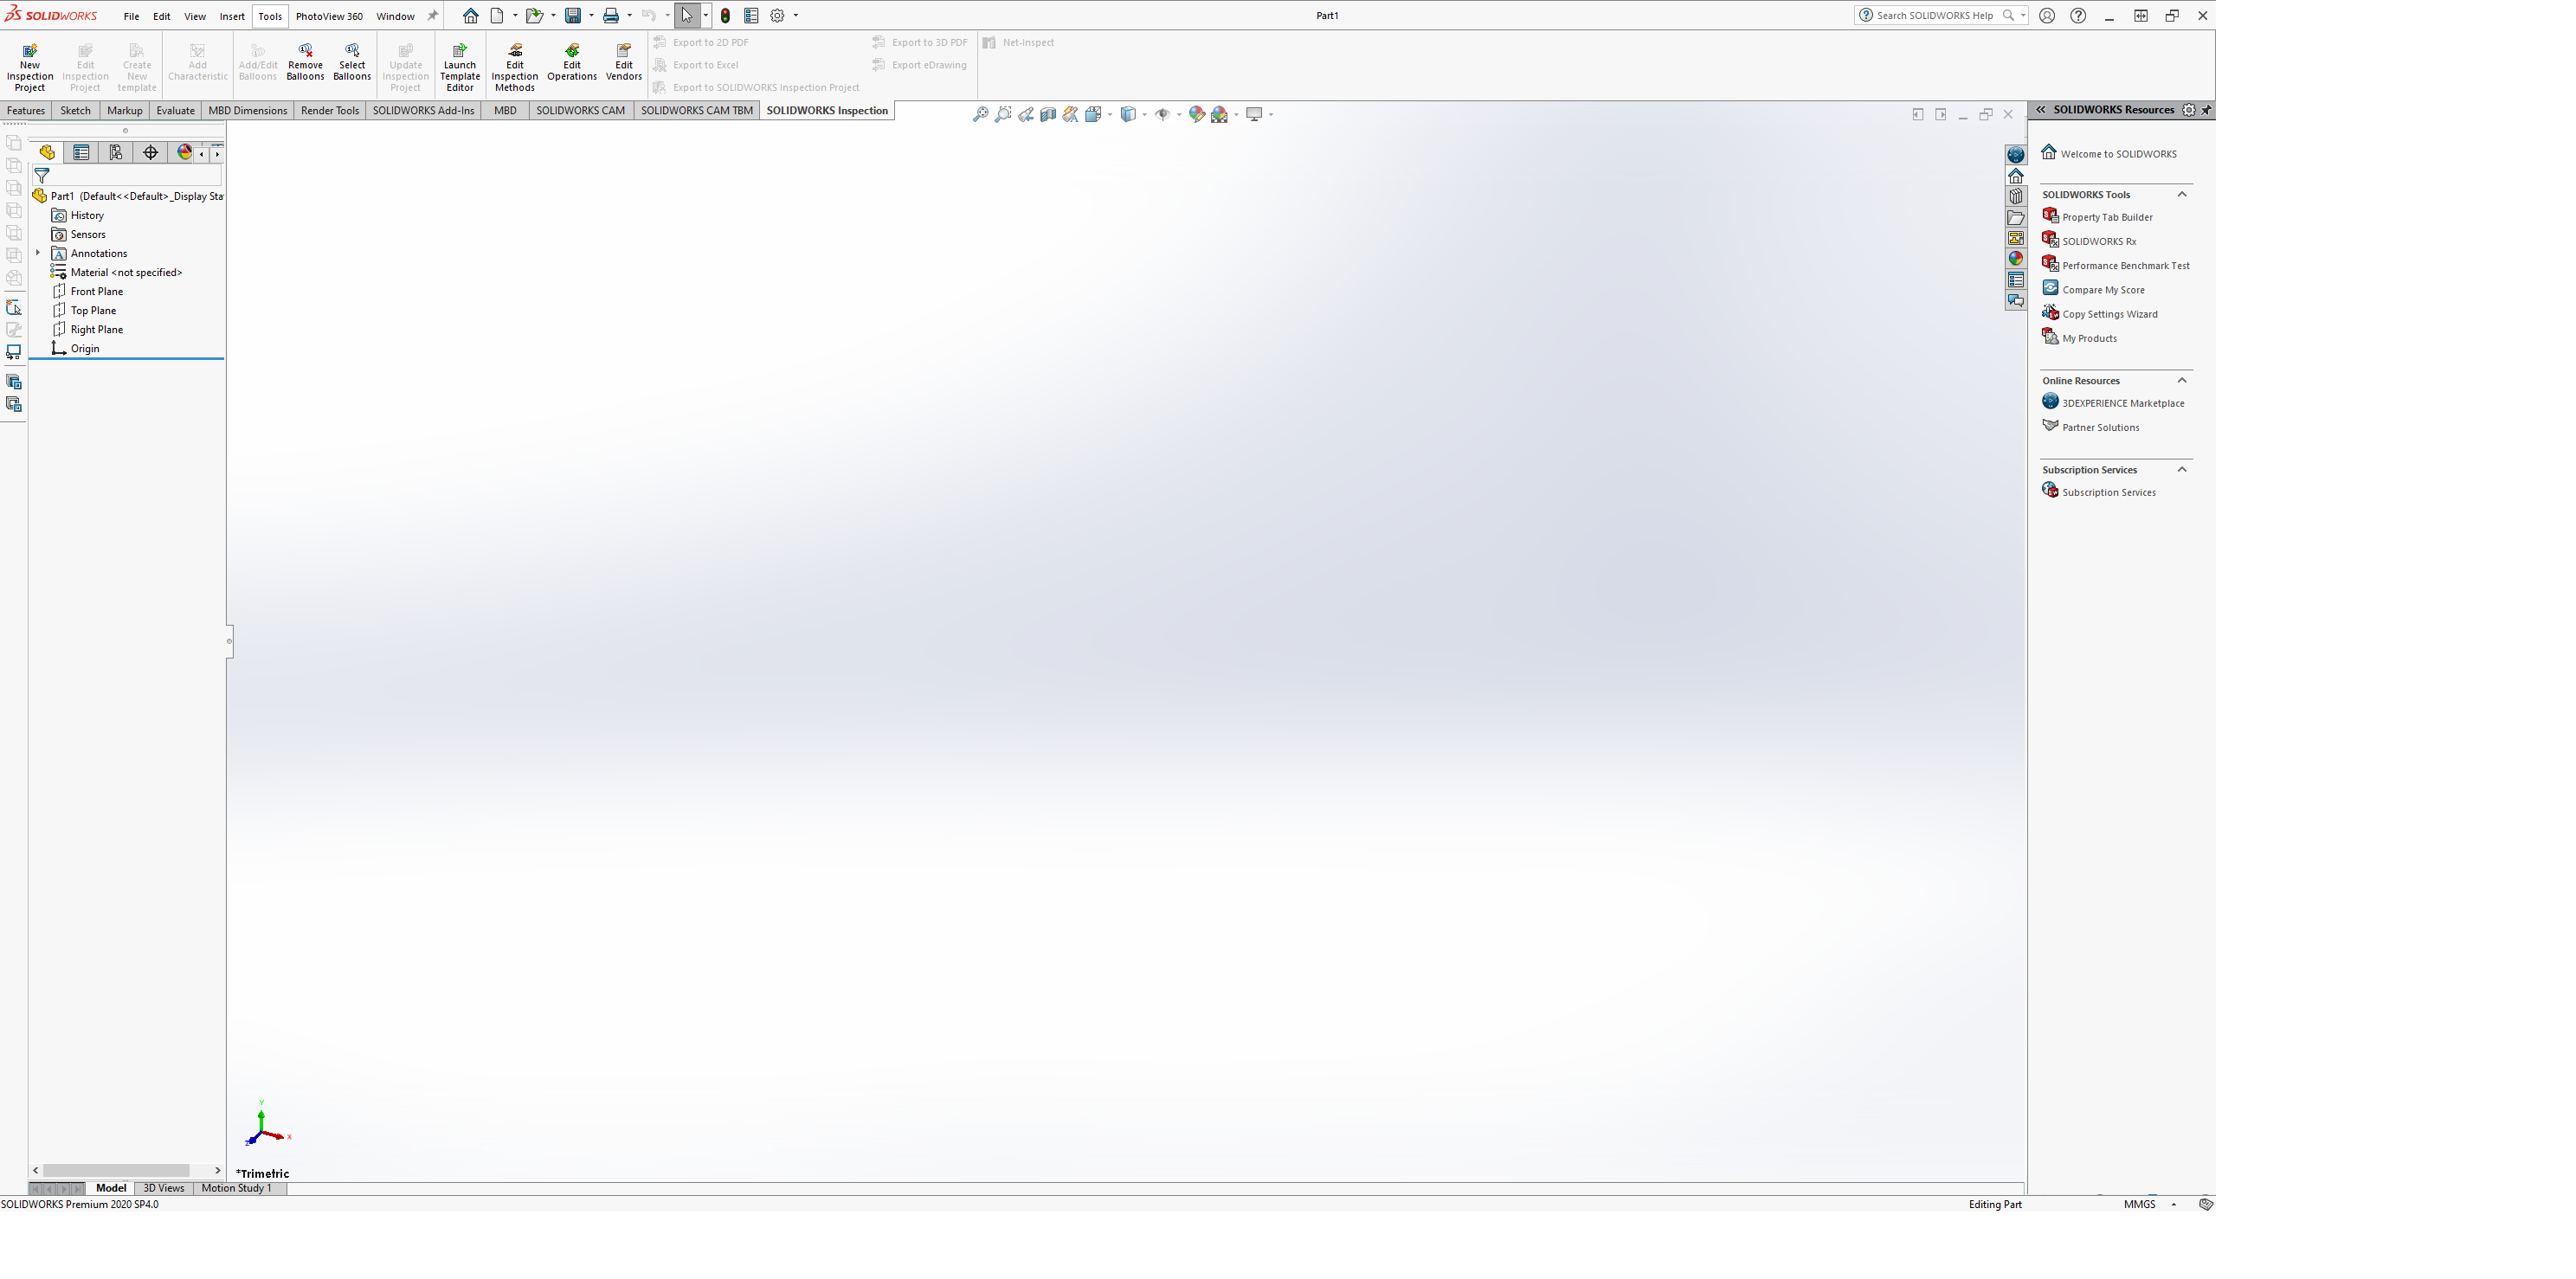 SOLIDWORKS
File Edit View Insert Tools PhotoView 360 Window
Part1
Search SOLIDWORKS Help
New Inspection Project
Edit Inspection Project
Create New template
Add Characteristic
Add/Edit Balloons
Remove Balloons
Select Balloons
Update Inspection Project
Launch Template Editor
Edit Inspection Methods
Edit Operations
Edit Vendors
Export to 2D PDF
Export to Excel
Export to SOLIDWORKS Inspection Project
Export to 3D PDF
Export eDrawing
Net-Inspect
Features Sketch Markup Evaluate MBD Dimensions Render Tools SOLIDWORKS Add-Ins MBD SOLIDWORKS CAM SOLIDWORKS CAM TBM SOLIDWORKS Inspection
Part1 (Default<<Default>_Display Sta
History
Sensors
Annotations
Material <not specified>
Front Plane
Top Plane
Right Plane
Origin
SOLIDWORKS Resources
Welcome to SOLIDWORKS
SOLIDWORKS Tools
Property Tab Builder
SOLIDWORKS Rx
Performance Benchmark Test
Compare My Score
Copy Settings Wizard
My Products
Online Resources
3DEXPERIENCE Marketplace
Partner Solutions
Subscription Services
Subscription Services
Y
X
Z
*Trimetric
Model 3D Views Motion Study 1
SOLIDWORKS Premium 2020 SP4.0
Editing Part
MMGS